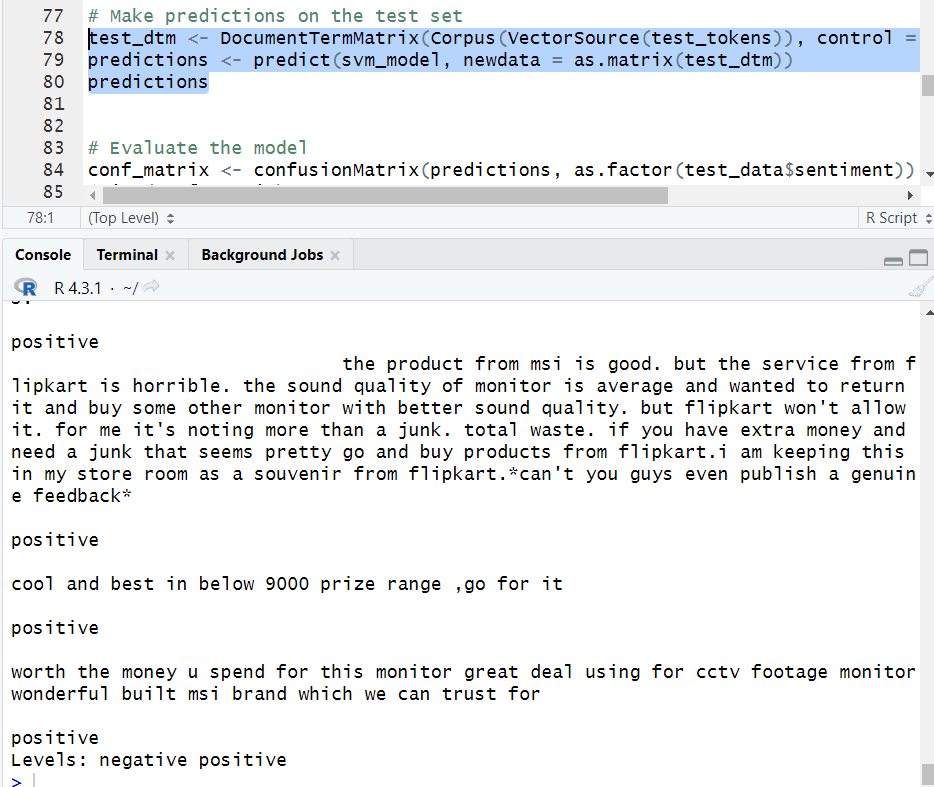 77 # Make predictions on the test set
78 test_dtm <- DocumentTermMatrix(Corpus(VectorSource(test_tokens)), control =
79 predictions <- predict(svm_model, newdata = as.matrix(test_dtm))
80 predictions
81
82
83 # Evaluate the model
84 conf_matrix <- confusionMatrix(predictions, as.factor(test_data$sentiment))
85
78:1 (Top Level) R Script
Console Terminal Background Jobs
R 4.3.1 · ~/
positive
the product from msi is good. but the service from f
lipkart is horrible. the sound quality of monitor is average and wanted to return
it and buy some other monitor with better sound quality. but flipkart won't allow
it. for me it's noting more than a junk. total waste. if you have extra money and
need a junk that seems pretty go and buy products from flipkart.i am keeping this
in my store room as a souvenir from flipkart.*can't you guys even publish a genuin
e feedback*
positive
cool and best in below 9000 prize range ,go for it
positive
worth the money u spend for this monitor great deal using for cctv footage monitor
wonderful built msi brand which we can trust for
positive
Levels: negative positive
>